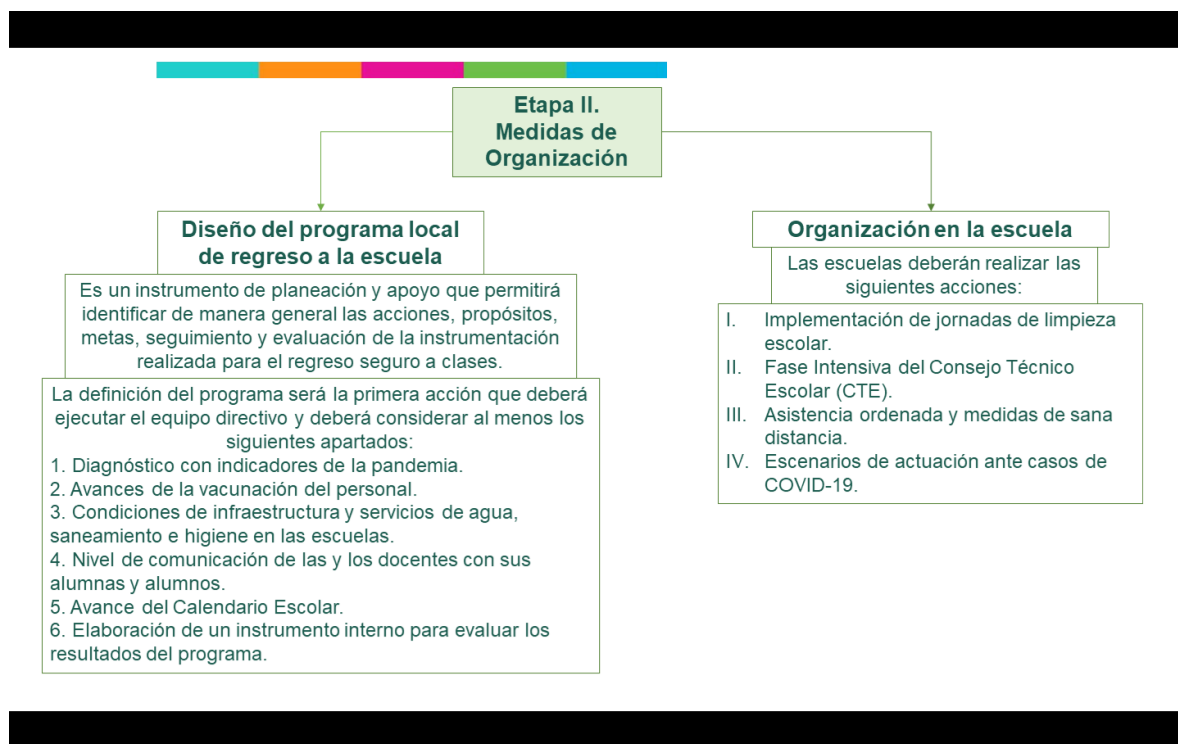 Etapa II.
Medidas de
Organización
Diseño del programa local
de regreso a la escuela
Es un instrumento de planeación y apoyo que permitirá
identificar de manera general las acciones, propósitos,
metas, seguimiento y evaluación de la instrumentación
realizada para el regreso seguro a clases.
La definición del programa será la primera acción que deberá
ejecutar el equipo directivo y deberá considerar al menos los
siguientes apartados:
1. Diagnóstico con indicadores de la pandemia.
2. Avances de la vacunación del personal.
3. Condiciones de infraestructura y servicios de agua,
saneamiento e higiene en las escuelas.
4. Nivel de comunicación de las y los docentes con sus
alumnas y alumnos.
5. Avance del Calendario Escolar.
6. Elaboración de un instrumento interno para evaluar los
resultados del programa.
Organización en la escuela
Las escuelas deberán realizar las
siguientes acciones:
I. Implementación de jornadas de limpieza
escolar.
II. Fase Intensiva del Consejo Técnico
Escolar (CTE).
III. Asistencia ordenada y medidas de sana
distancia.
IV. Escenarios de actuación ante casos de
COVID-19.